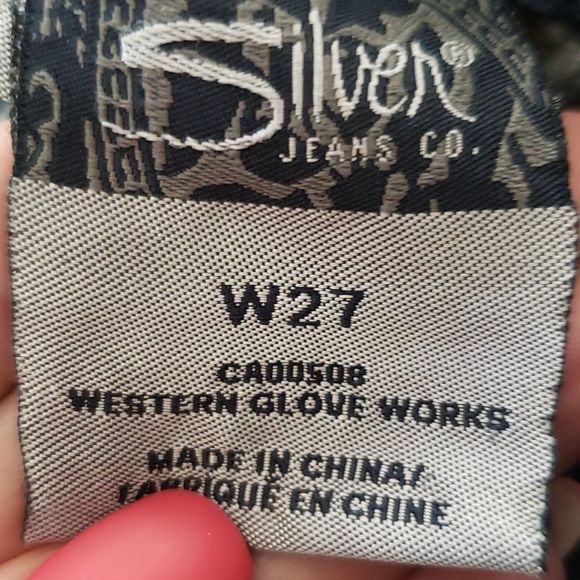 Silver®
JEANS CO.
W27
CA00508
WESTERN GLOVE WORKS
MADE IN CHINA/
FABRIQUÉ EN CHINE